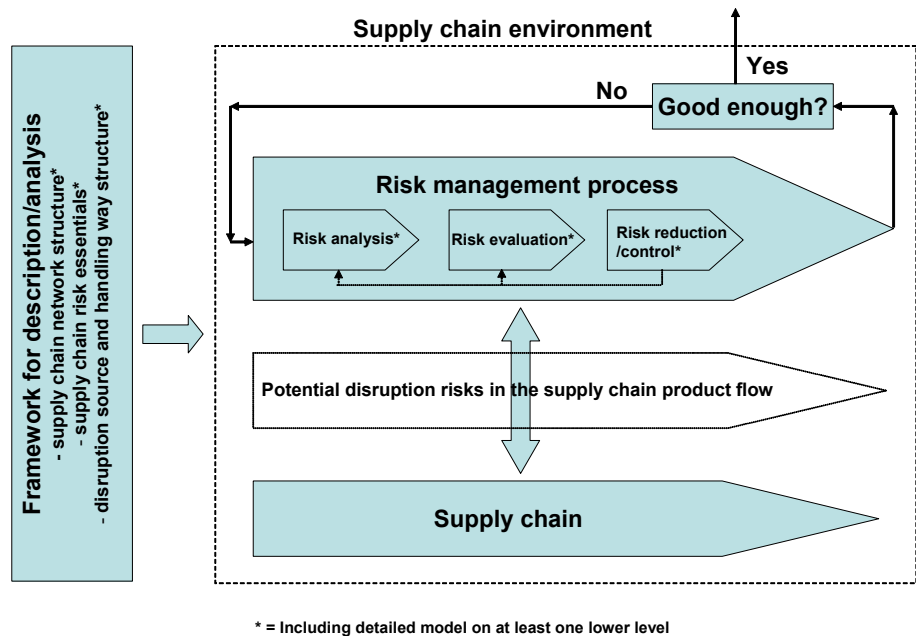 Framework for description/analysis
- supply chain network structure*
- supply chain risk essentials*
- disruption source and handling way structure*
Supply chain environment
Yes
No
Good enough?
Risk management process
Risk analysis*
Risk evaluation*
Risk reduction
/control*
Potential disruption risks in the supply chain product flow
Supply chain
* = Including detailed model on at least one lower level